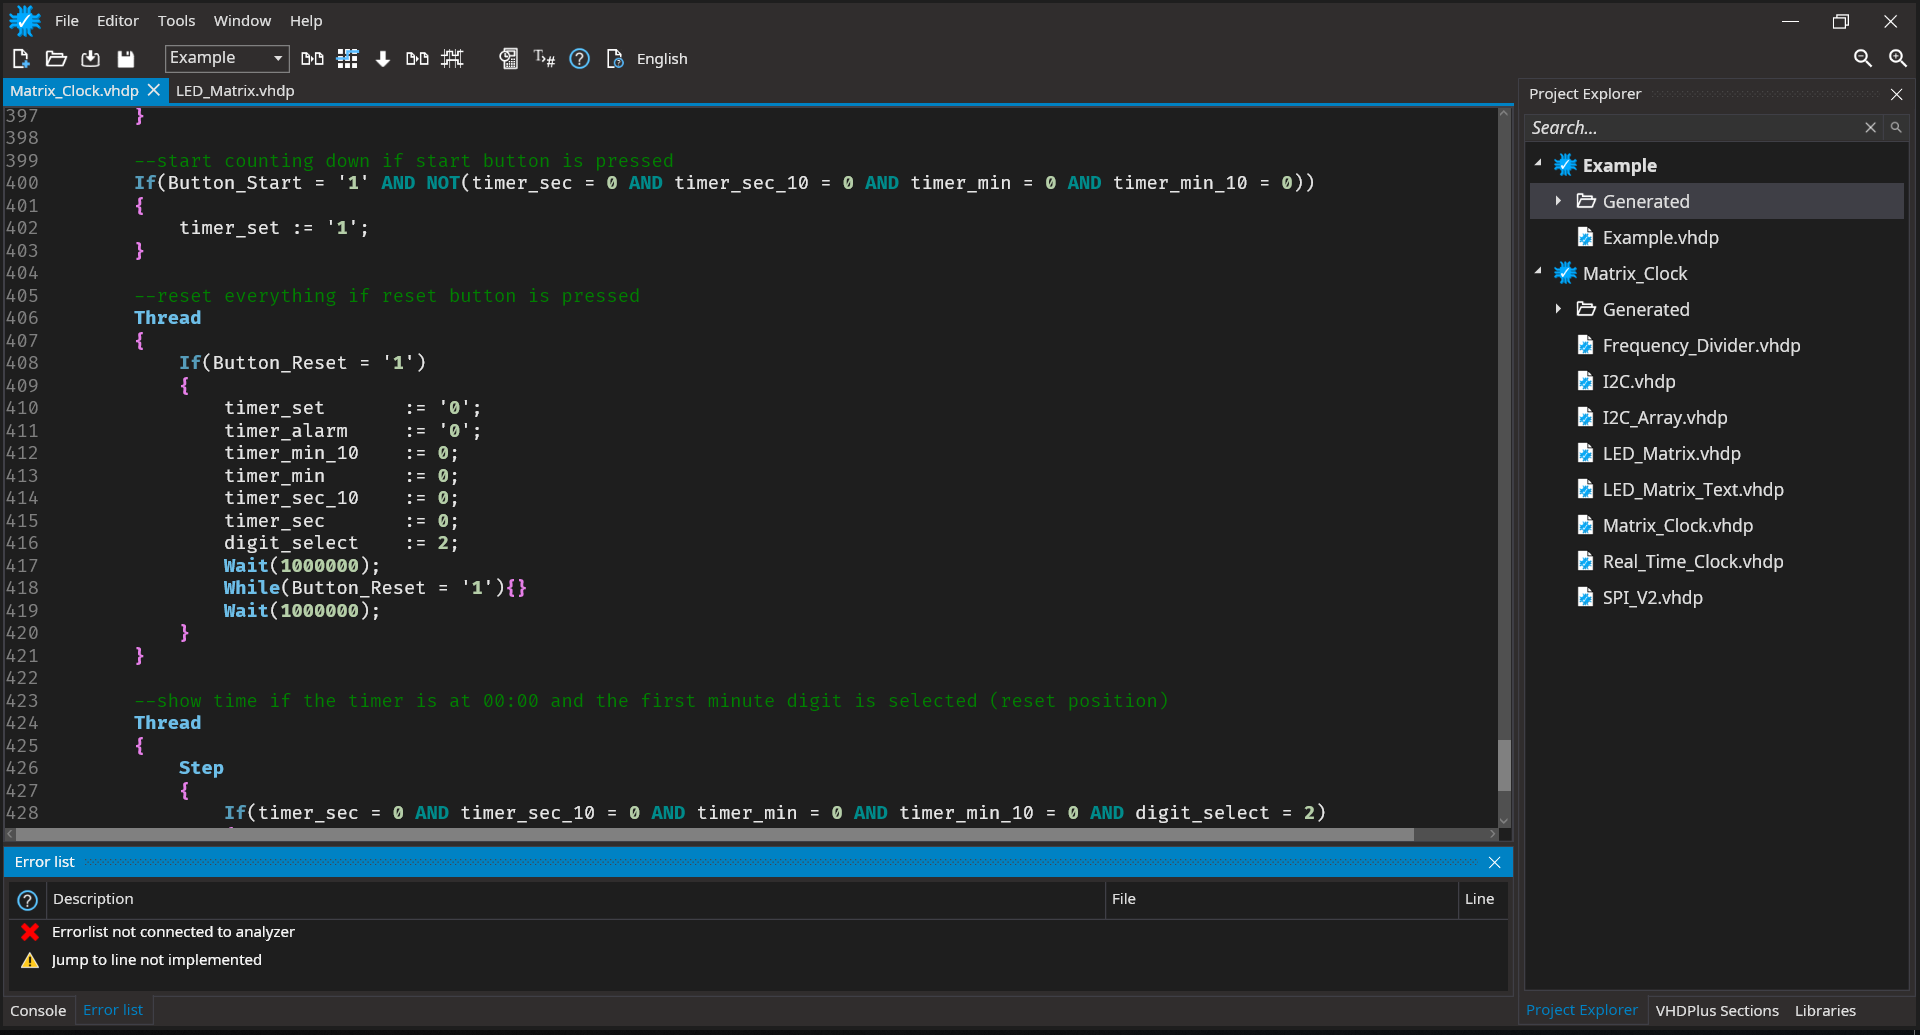 File Editor Tools Window Help
Example English
Matrix_Clock.vhdp LED_Matrix.vhdp
397 }
398
399 --start counting down if start button is pressed
400 If(Button_Start = '1' AND NOT(timer_sec = 0 AND timer_sec_10 = 0 AND timer_min = 0 AND timer_min_10 = 0))
401 {
402 timer_set := '1';
403 }
404
405 --reset everything if reset button is pressed
406 Thread
407 {
408 If(Button_Reset = '1')
409 {
410 timer_set := '0';
411 timer_alarm := '0';
412 timer_min_10 := 0;
413 timer_min := 0;
414 timer_sec_10 := 0;
415 timer_sec := 0;
416 digit_select := 2;
417 Wait(1000000);
418 While(Button_Reset = '1'){}
419 Wait(1000000);
420 }
421 }
422
423 --show time if the timer is at 00:00 and the first minute digit is selected (reset position)
424 Thread
425 {
426 Step
427 {
428 If(timer_sec = 0 AND timer_sec_10 = 0 AND timer_min = 0 AND timer_min_10 = 0 AND digit_select = 2)
Error list
Description File Line
Errorlist not connected to analyzer
Jump to line not implemented
Console Error list
Project Explorer
Search...
Example
Generated
Example.vhdp
Matrix_Clock
Generated
Frequency_Divider.vhdp
I2C.vhdp
I2C_Array.vhdp
LED_Matrix.vhdp
LED_Matrix_Text.vhdp
Matrix_Clock.vhdp
Real_Time_Clock.vhdp
SPI_V2.vhdp
Project Explorer VHDPlus Sections Libraries